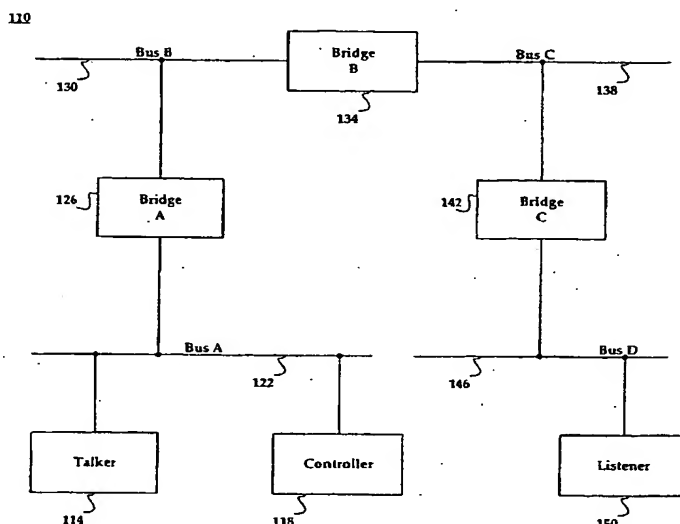 110
Bus B
Bridge
B
Bus C
130
134
138
126
Bridge
A
142
Bridge
C
Bus A
Bus D
122
146
Talker
Controller
Listener
114
118
150